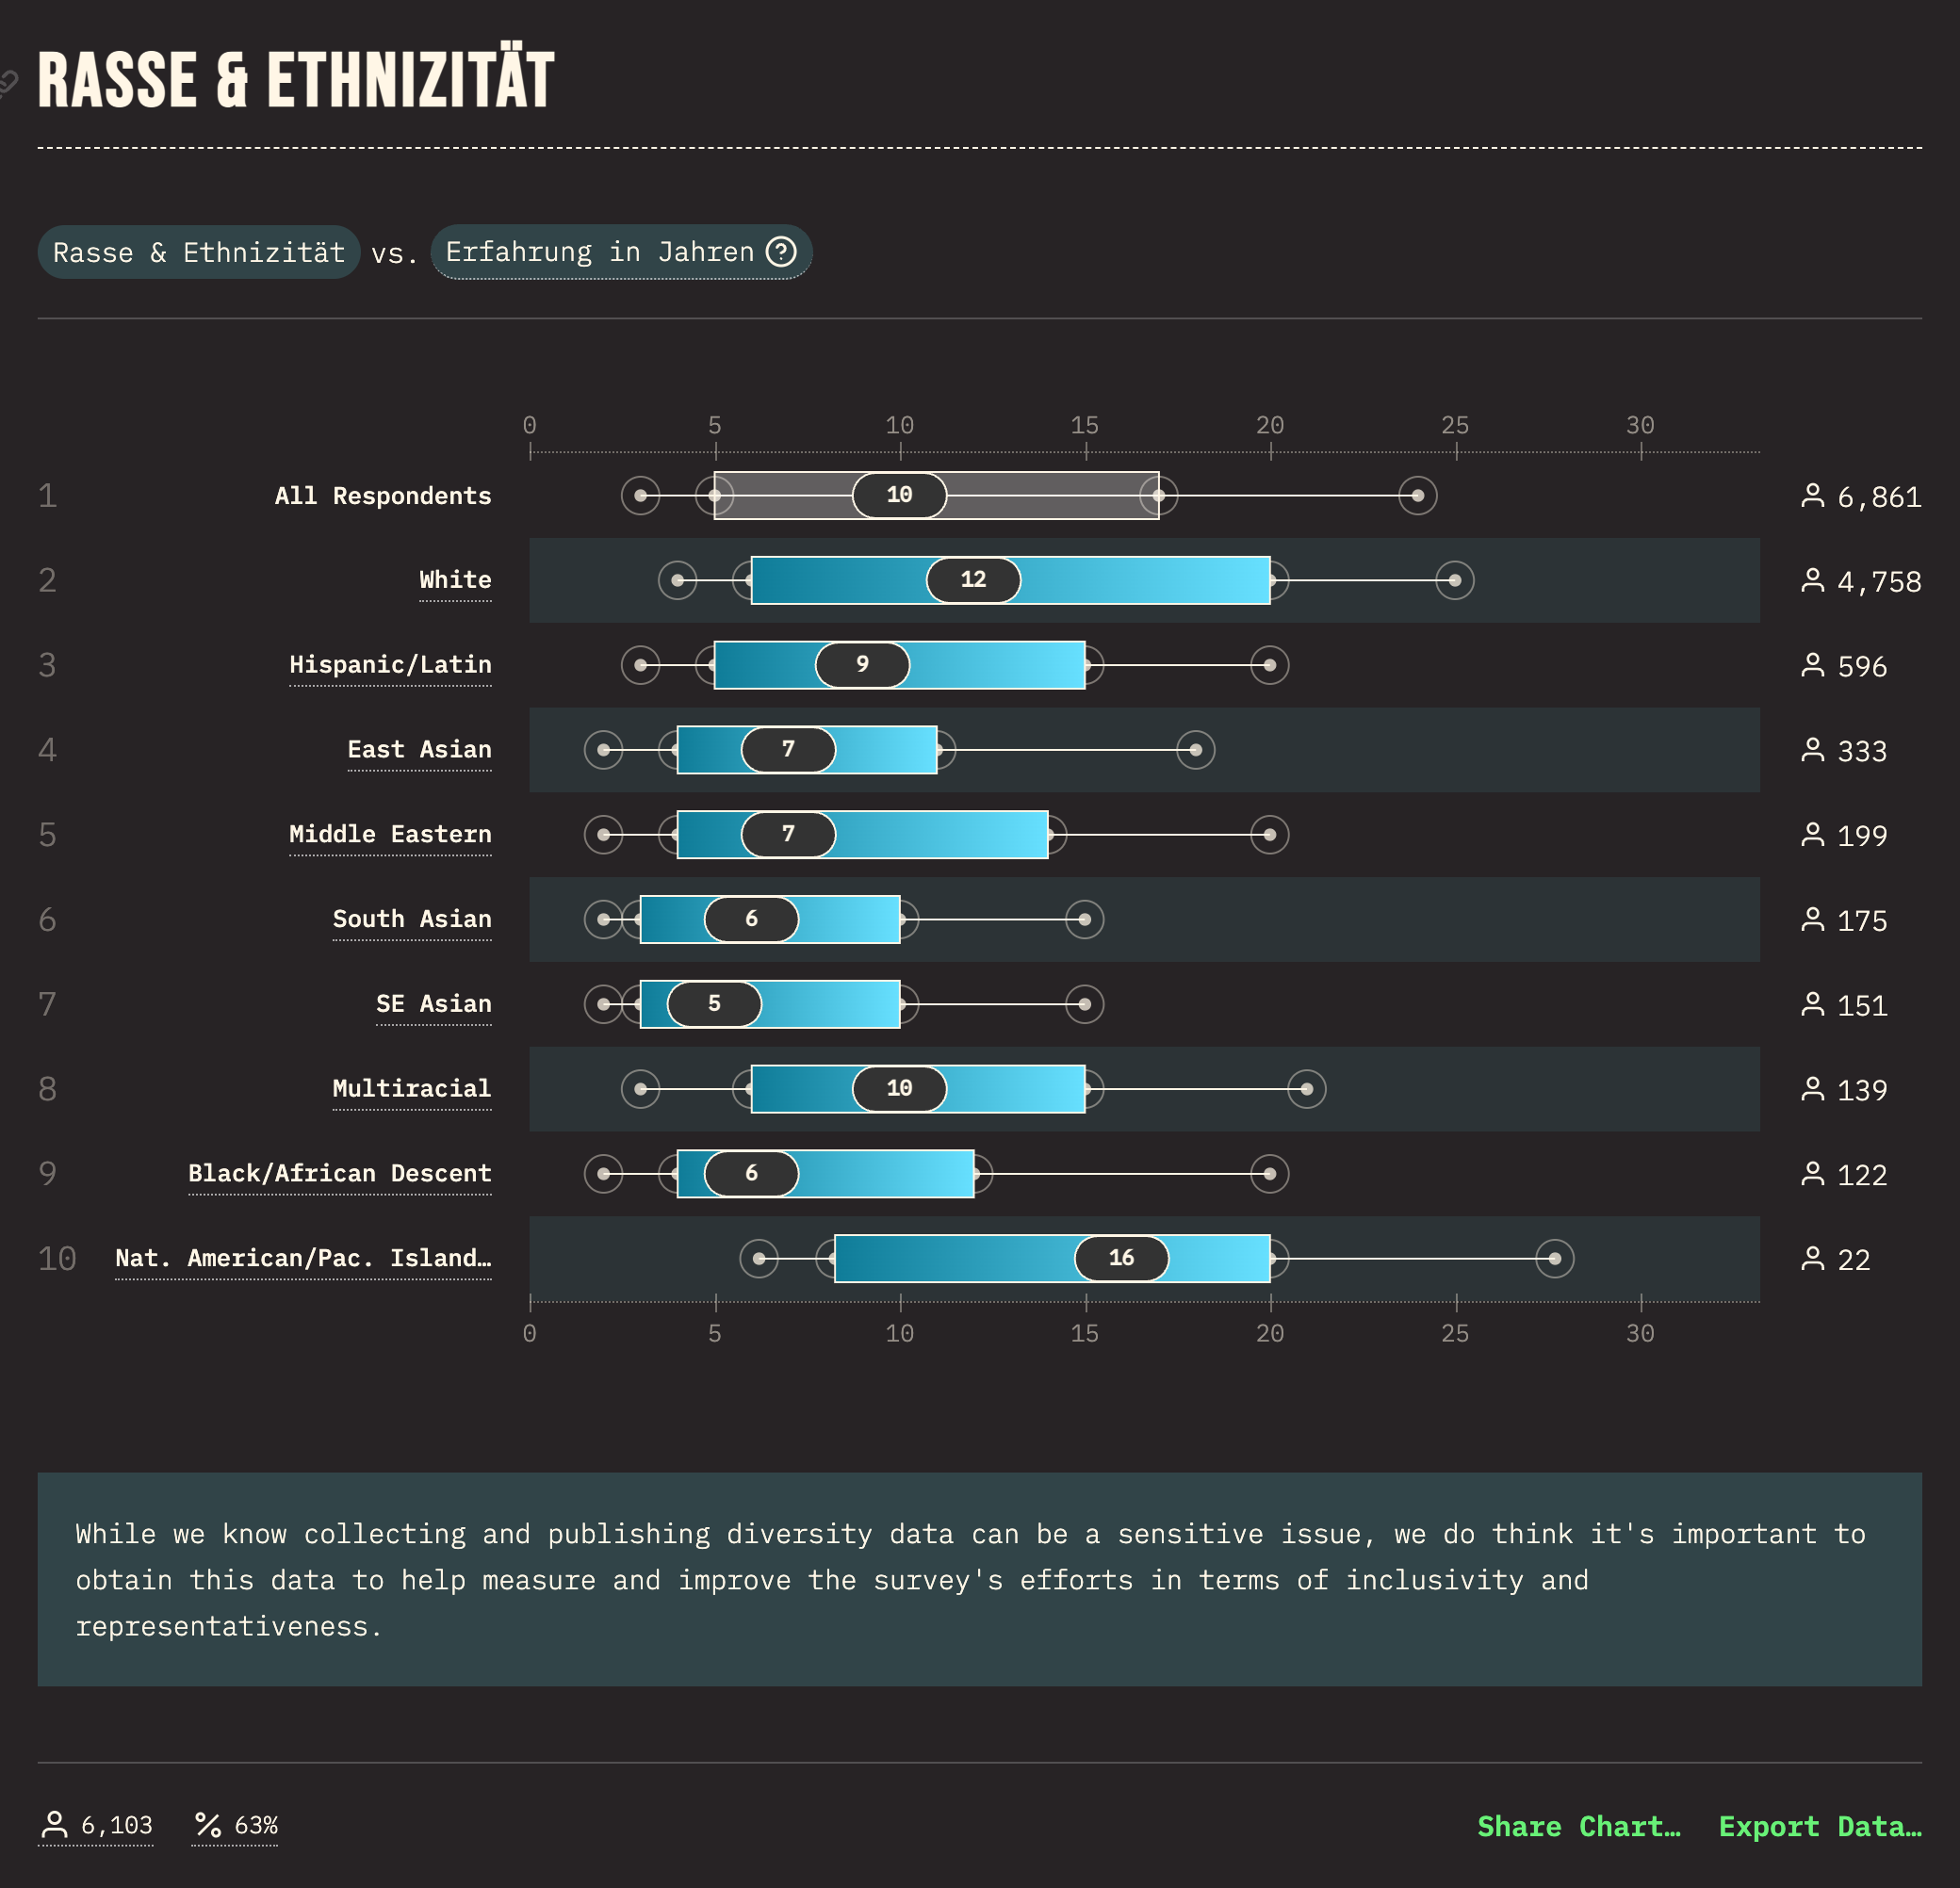 RASSE & ETHNIZITÄT
Rasse & Ethnizität vs. Erfahrung in Jahren ?
0 5 10 15 20 25 30
1 All Respondents 10 6,861
2 White 12 4,758
3 Hispanic/Latin 9 596
4 East Asian 7 333
5 Middle Eastern 7 199
6 South Asian 6 175
7 SE Asian 5 151
8 Multiracial 10 139
9 Black/African Descent 6 122
10 Nat. American/Pac. Island… 16 22
0 5 10 15 20 25 30
While we know collecting and publishing diversity data can be a sensitive issue, we do think it's important to
obtain this data to help measure and improve the survey's efforts in terms of inclusivity and
representativeness.
6,103 % 63% Share Chart… Export Data…